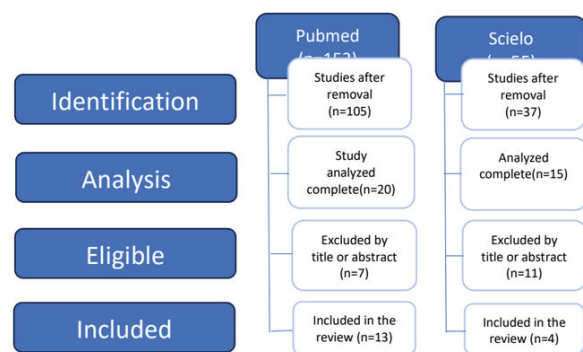 Pubmed
Scielo
Identification
Studies after
removal
(n=105)
Studies after
removal
(n=37)
Analysis
Study
analyzed
complete(n=20)
Analyzed
complete(n=15)
Eligible
Excluded by
title or abstract
(n=7)
Excluded by
title or abstract
(n=11)
Included
Included in the
review (n=13)
Included in the
review (n=4)